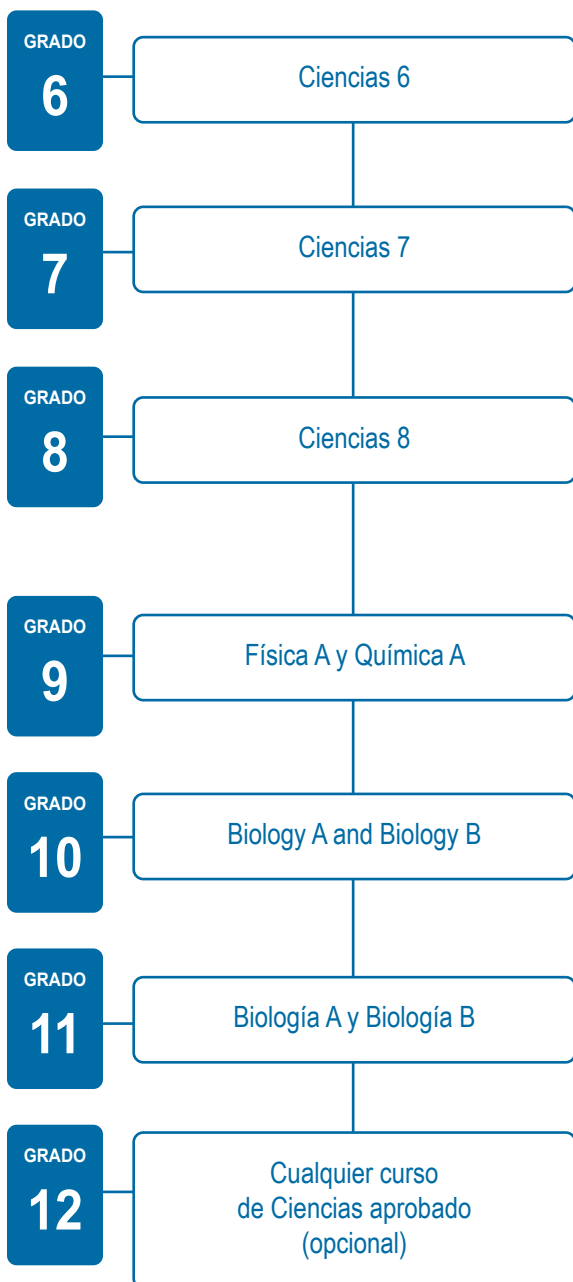 GRADO
6
Ciencias 6
GRADO
7
Ciencias 7
GRADO
8
Ciencias 8
GRADO
9
Física A y Química A
GRADO
10
Biology A and Biology B
GRADO
11
Biología A y Biología B
GRADO
12
Cualquier curso
de Ciencias aprobado
(opcional)